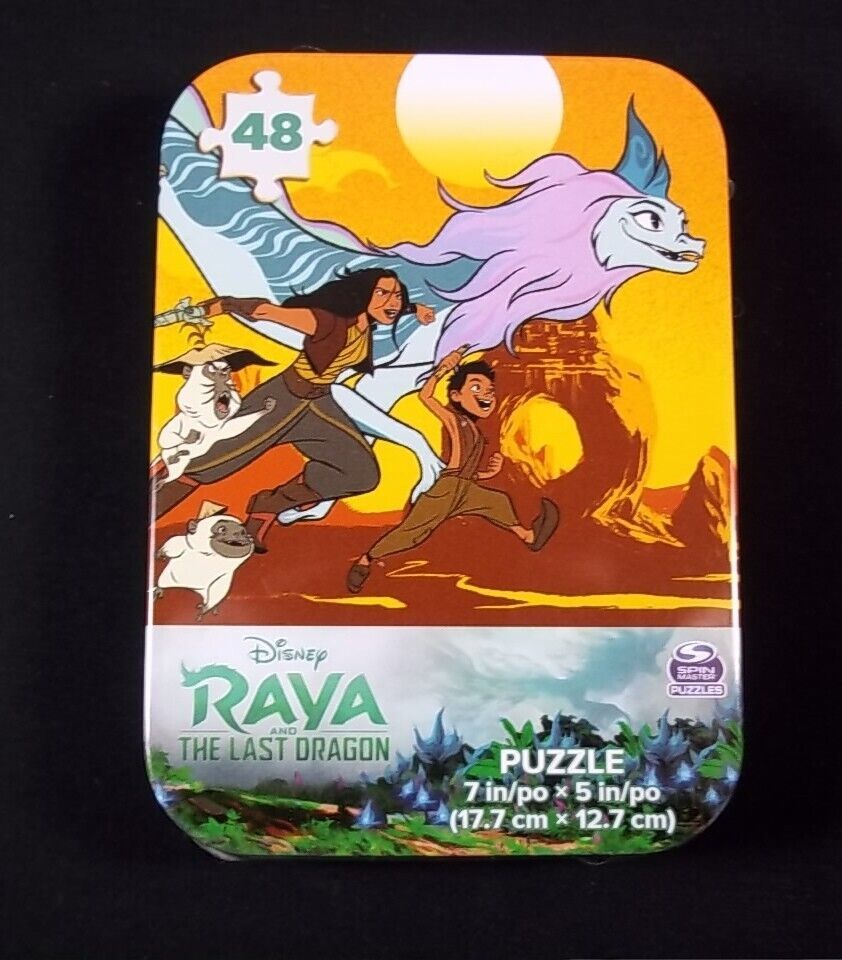 48
Disney
RAYA
AND
THE LAST DRAGON
SPIN
MASTER
PUZZLES
PUZZLE
7 in/po × 5 in/po
(17.7 cm × 12.7 cm)